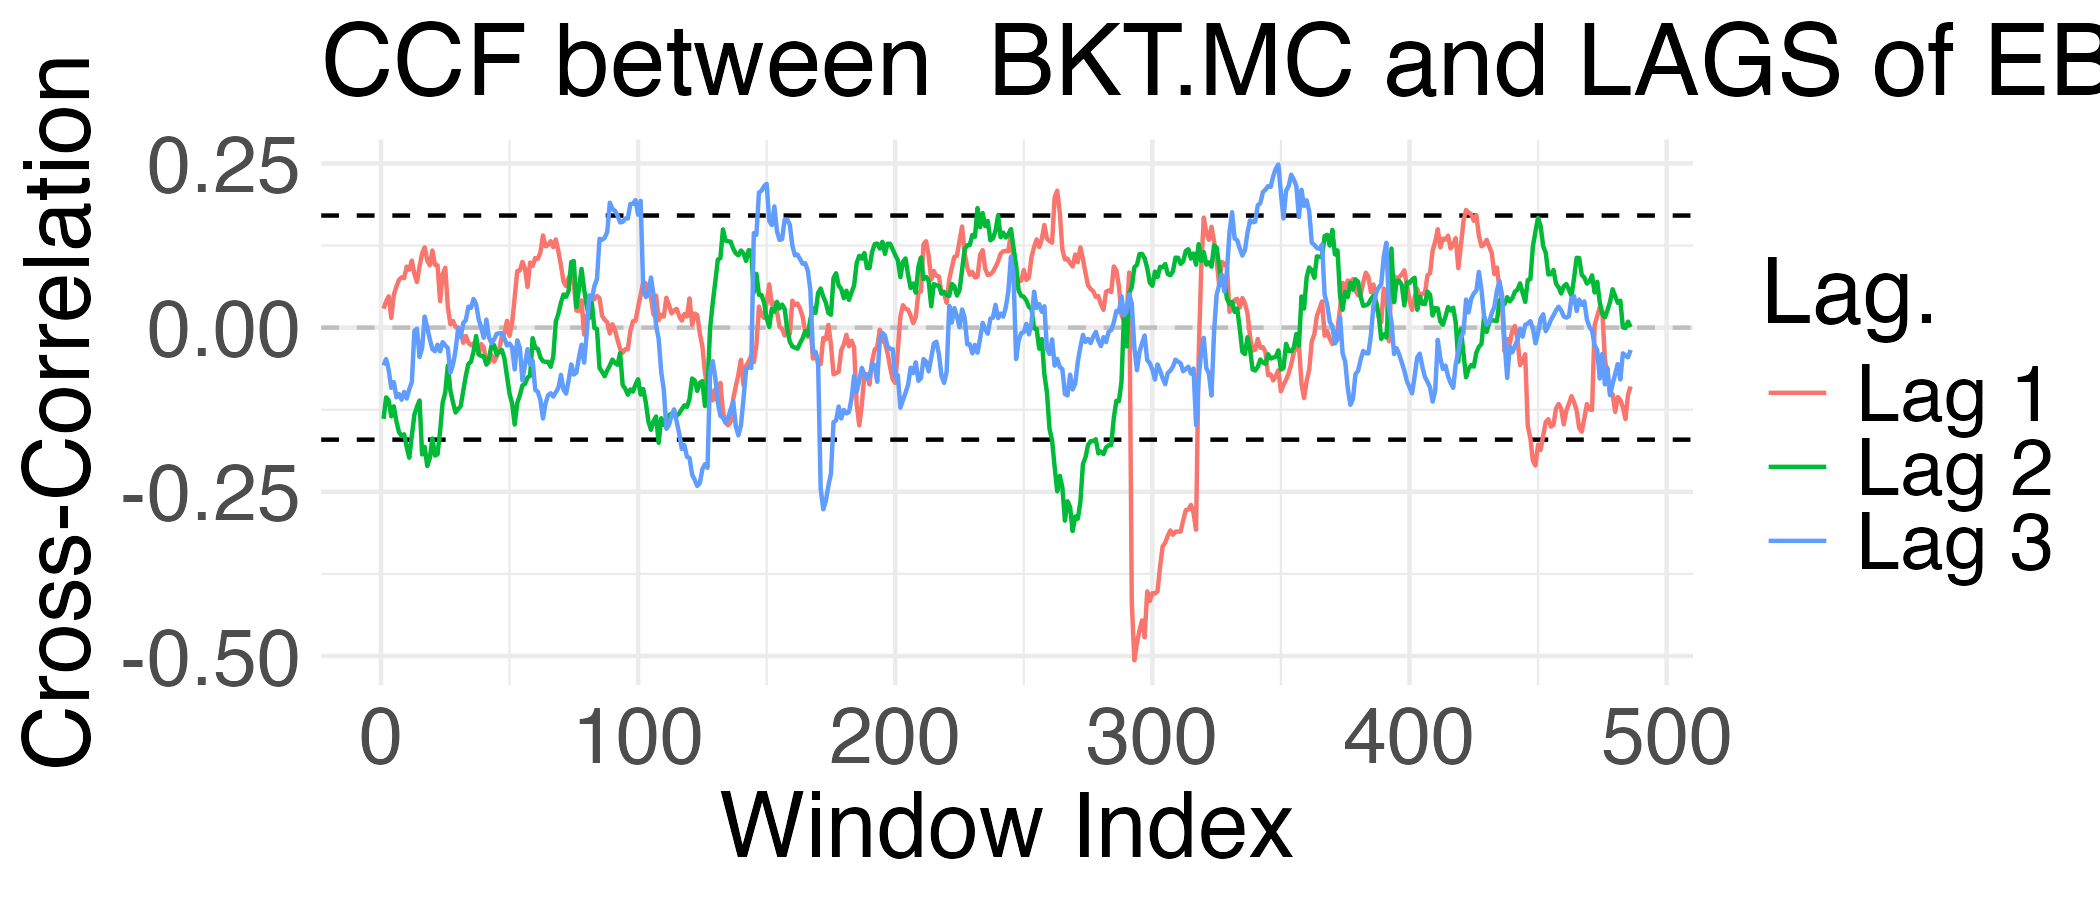 CCF between BKT.MC and LAGS of EB
Cross-Correlation
0.25
0.00
-0.25
-0.50
0 100 200 300 400 500
Window Index
Lag.
Lag 1
Lag 2
Lag 3